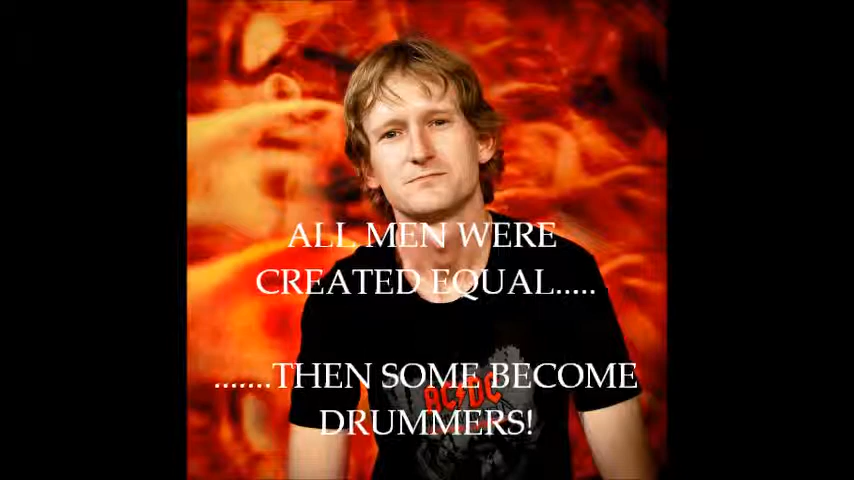 ALL MEN WERE
CREATED EQUAL.....
.......THEN SOME BECOME
AC/DC
DRUMMERS!